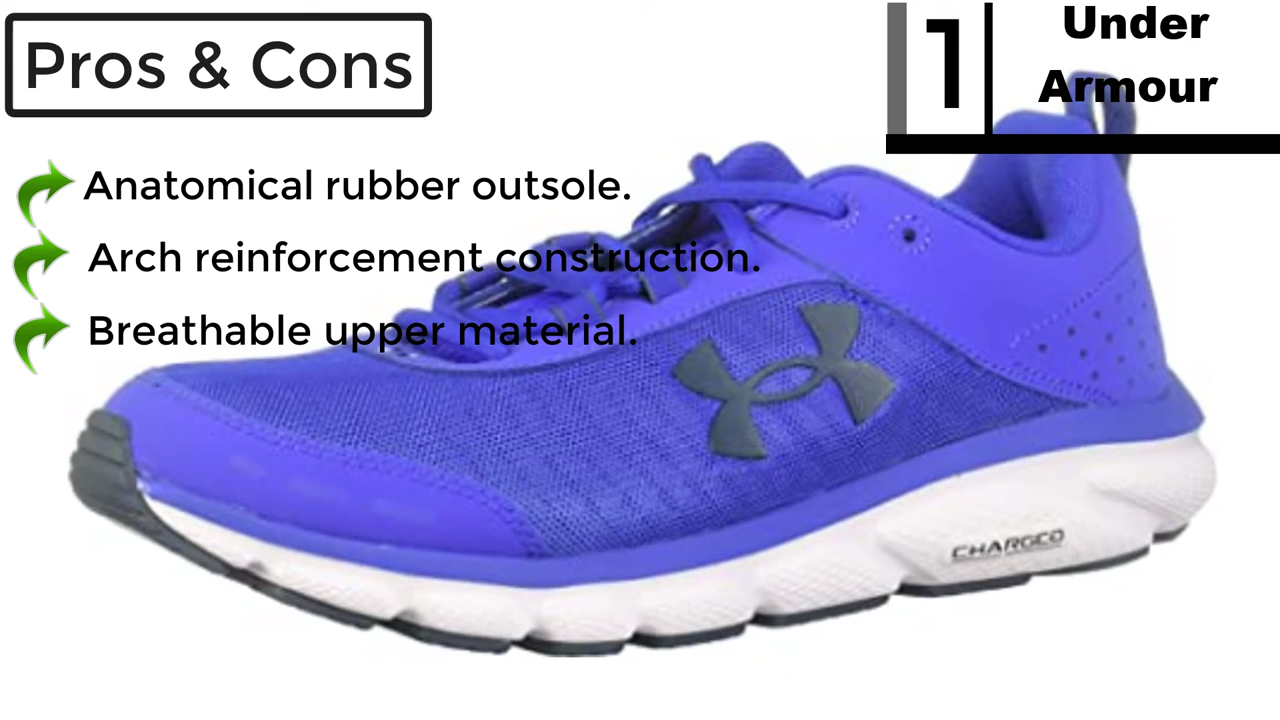 Pros & Cons
1
Under
Armour
Anatomical rubber outsole.
Arch reinforcement construction.
Breathable upper material.
CHARGED